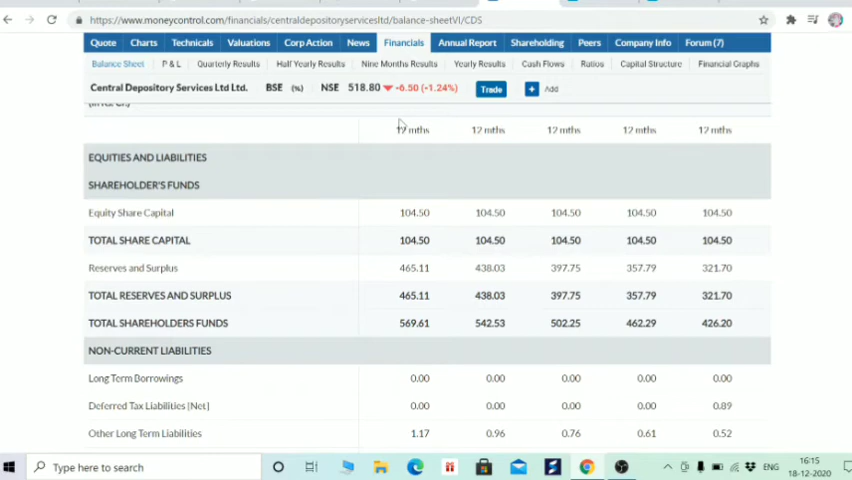 https://www.moneycontrol.com/financials/centraldepositoryservicesltd/balance-sheetVI/CDS
Quote Charts Technicals Valuations Corp Action News Financials Annual Report Shareholding Peers Company Info Forum (7)
Balance Sheet P & L Quarterly Results Half Yearly Results Nine Months Results Yearly Results Cash Flows Ratios Capital Structure Financial Graphs
Central Depository Services Ltd Ltd. BSE (%) NSE 518.80 -6.50 (-1.24%) Trade + Add
12 mths 12 mths 12 mths 12 mths 12 mths
EQUITIES AND LIABILITIES
SHAREHOLDER'S FUNDS
Equity Share Capital 104.50 104.50 104.50 104.50 104.50
TOTAL SHARE CAPITAL 104.50 104.50 104.50 104.50 104.50
Reserves and Surplus 465.11 438.03 397.75 357.79 321.70
TOTAL RESERVES AND SURPLUS 465.11 438.03 397.75 357.79 321.70
TOTAL SHAREHOLDERS FUNDS 569.61 542.53 502.25 462.29 426.20
NON-CURRENT LIABILITIES
Long Term Borrowings 0.00 0.00 0.00 0.00 0.00
Deferred Tax Liabilities [Net] 0.00 0.00 0.00 0.00 0.89
Other Long Term Liabilities 1.17 0.96 0.76 0.61 0.52
Type here to search
ENG
16:15
18-12-2020